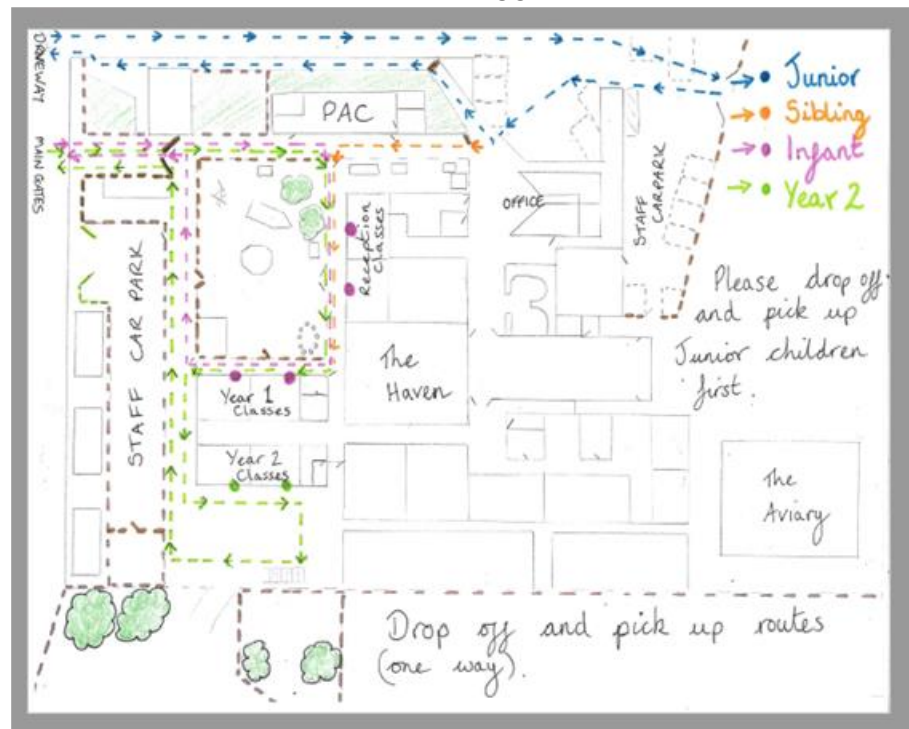 DRIVEWAY
MAIN GATES
PAC
Junior
Sibling
Infant
Year 2
OFFICE
STAFF
CARPARK
Reception
Classes
STAFF CAR PARK
Please drop off
and pick up
Junior children
first.
The
Haven
Year 1
Classes
Year 2
Classes
The
Aviary
Drop off and pick up routes
(one way).